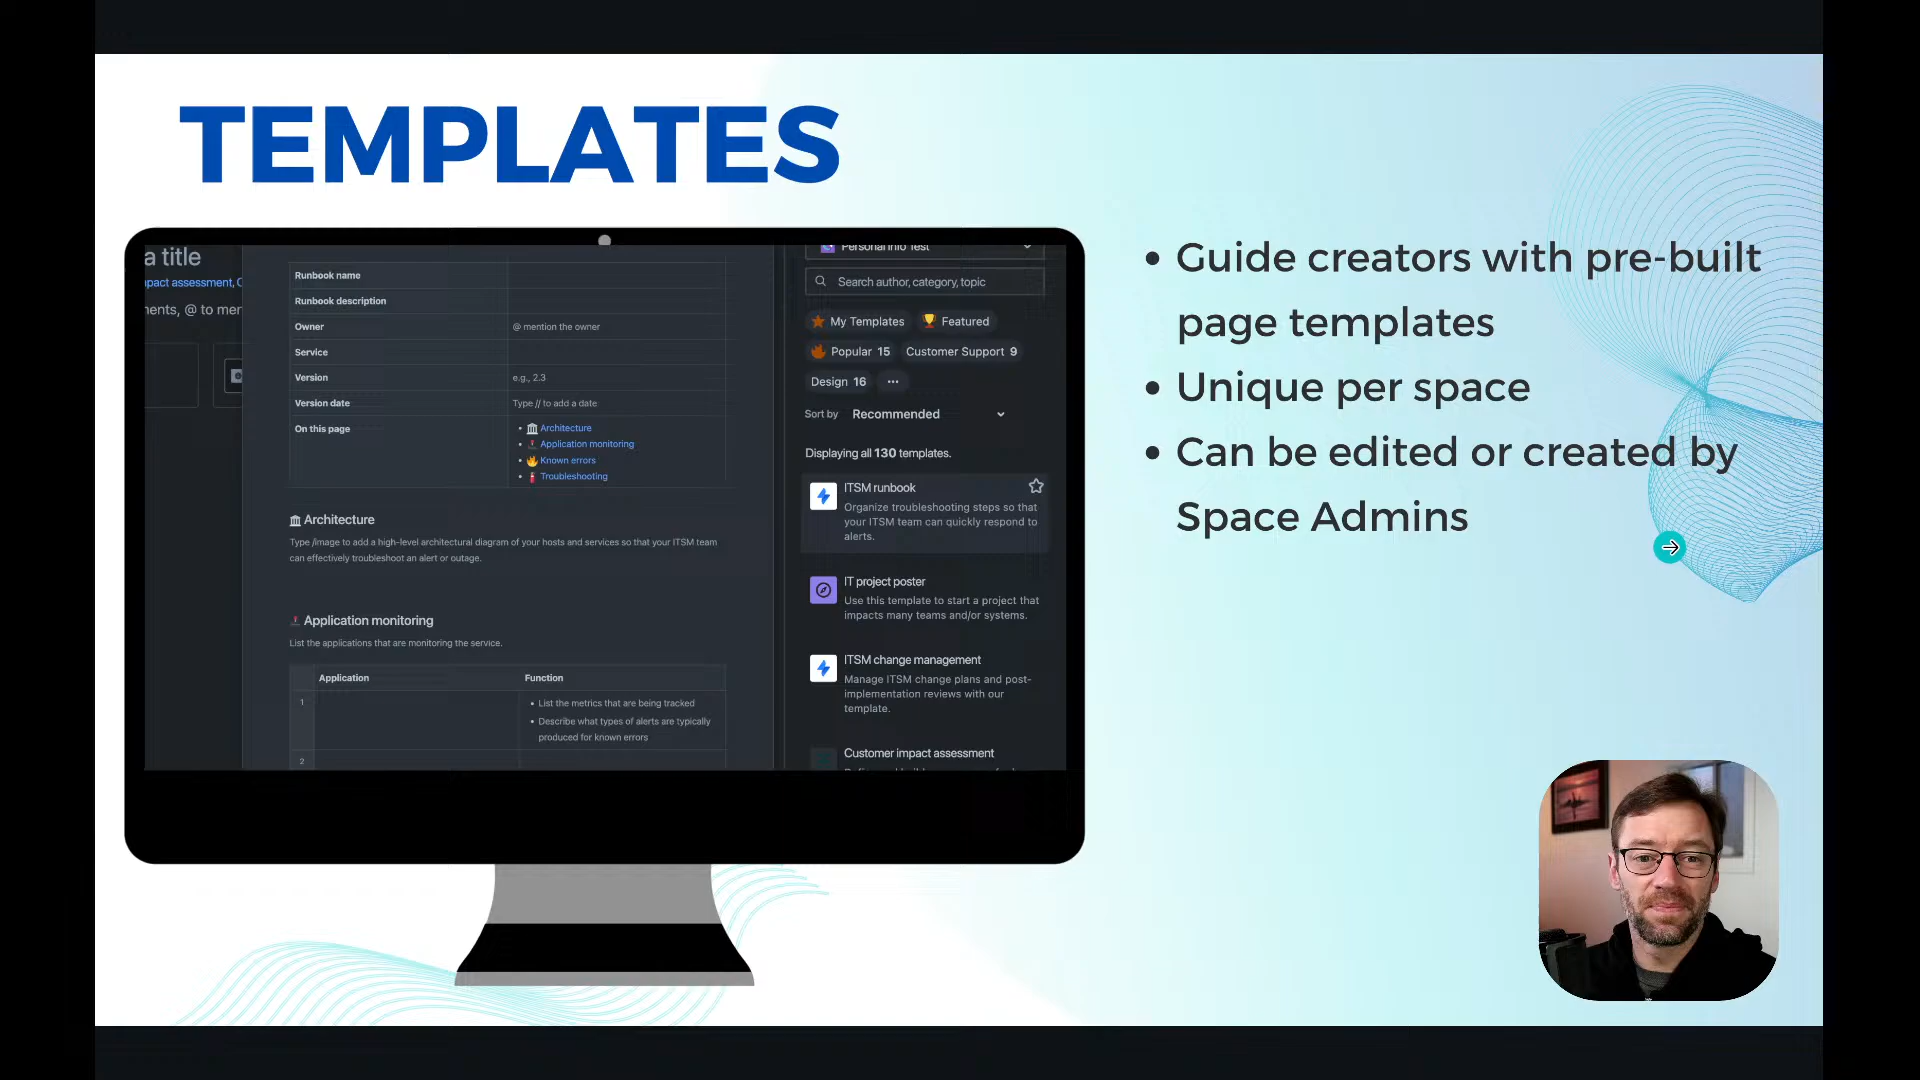 TEMPLATES
a title
npact assessment, C
nents, @ to mer
Runbook name
Runbook description
Owner
@ mention the owner
Service
Version
e.g., 2.3
Version date
Type // to add a date
On this page
Architecture
Application monitoring
Known errors
Troubleshooting
Architecture
Type /image to add a high-level architectural diagram of your hosts and services so that your ITSM team
can effectively troubleshoot an alert or outage.
Application monitoring
List the applications that are monitoring the service.
Application
Function
1
List the metrics that are being tracked
Describe what types of alerts are typically
produced for known errors
2
Personal Info Test
Search author, category, topic
My Templates
Featured
Popular 15
Customer Support 9
Design 16
Sort by Recommended
Displaying all 130 templates.
ITSM runbook
Organize troubleshooting steps so that
your ITSM team can quickly respond to
alerts.
IT project poster
Use this template to start a project that
impacts many teams and/or systems.
ITSM change management
Manage ITSM change plans and post-
implementation reviews with our
template.
Customer impact assessment
• Guide creators with pre-built
page templates
• Unique per space
• Can be edited or created by
Space Admins